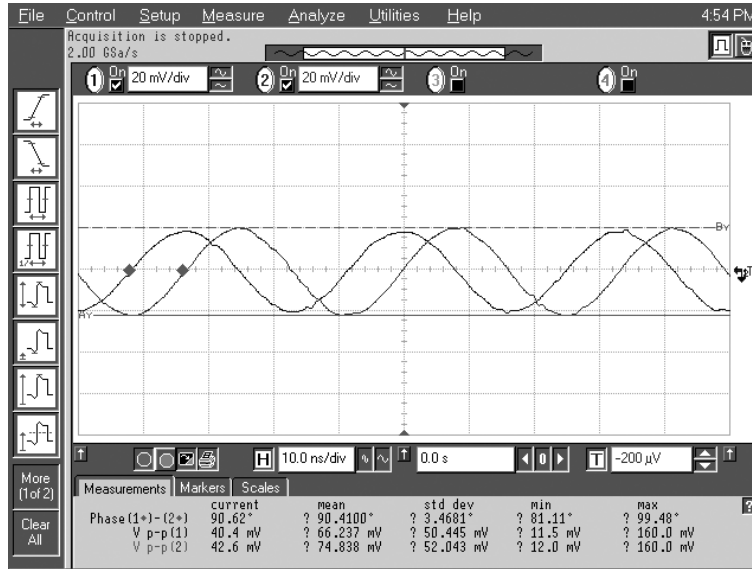 File Control Setup Measure Analyze Utilities Help 4:54 PM
Acquisition is stopped.
2.00 GSa/s
1 On 20 mV/div 2 On 20 mV/div 3 On 4 On
By
Ay
T
H 10.0 ns/div 0.0 s 0 T -200 µV
More
(1of 2)
Clear
All
Measurements Markers Scales
current mean std dev min max
Phase(1+)-(2+) 90.62° ? 90.4100° ? 3.4681° ? 81.11° ? 99.48°
V p-p(1) 40.4 mV ? 66.237 mV ? 50.445 mV ? 11.5 mV ? 160.0 mV
V p-p(2) 42.6 mV ? 74.838 mV ? 52.043 mV ? 12.0 mV ? 160.0 mV
?